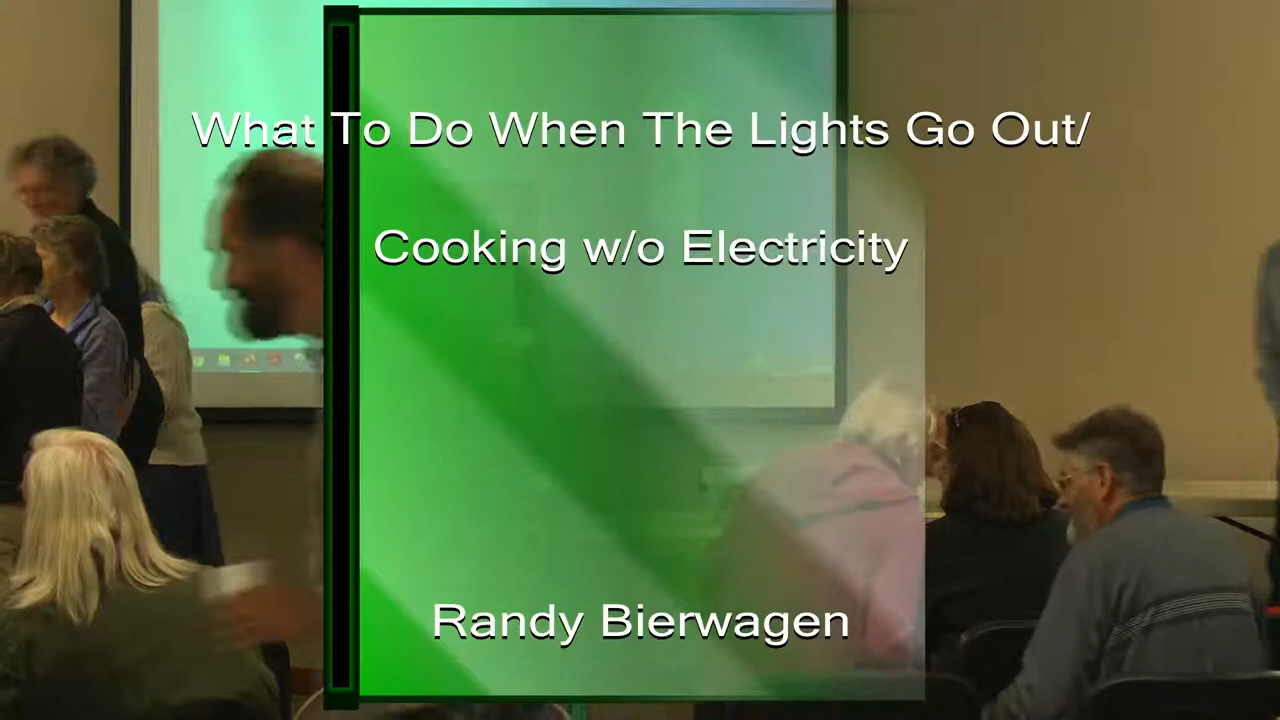 What To Do When The Lights Go Out/
Cooking w/o Electricity
Randy Bierwagen